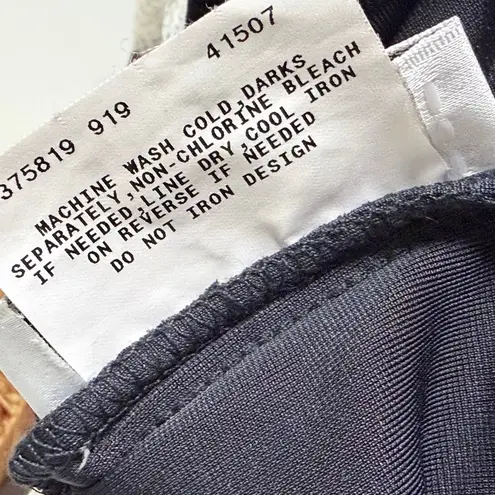 41507
375819 919
MACHINE WASH COLD,DARKS
SEPARATELY,NON-CHLORINE BLEACH
IF NEEDED,LINE DRY,COOL IRON
ON REVERSE IF NEEDED
DO NOT IRON DESIGN